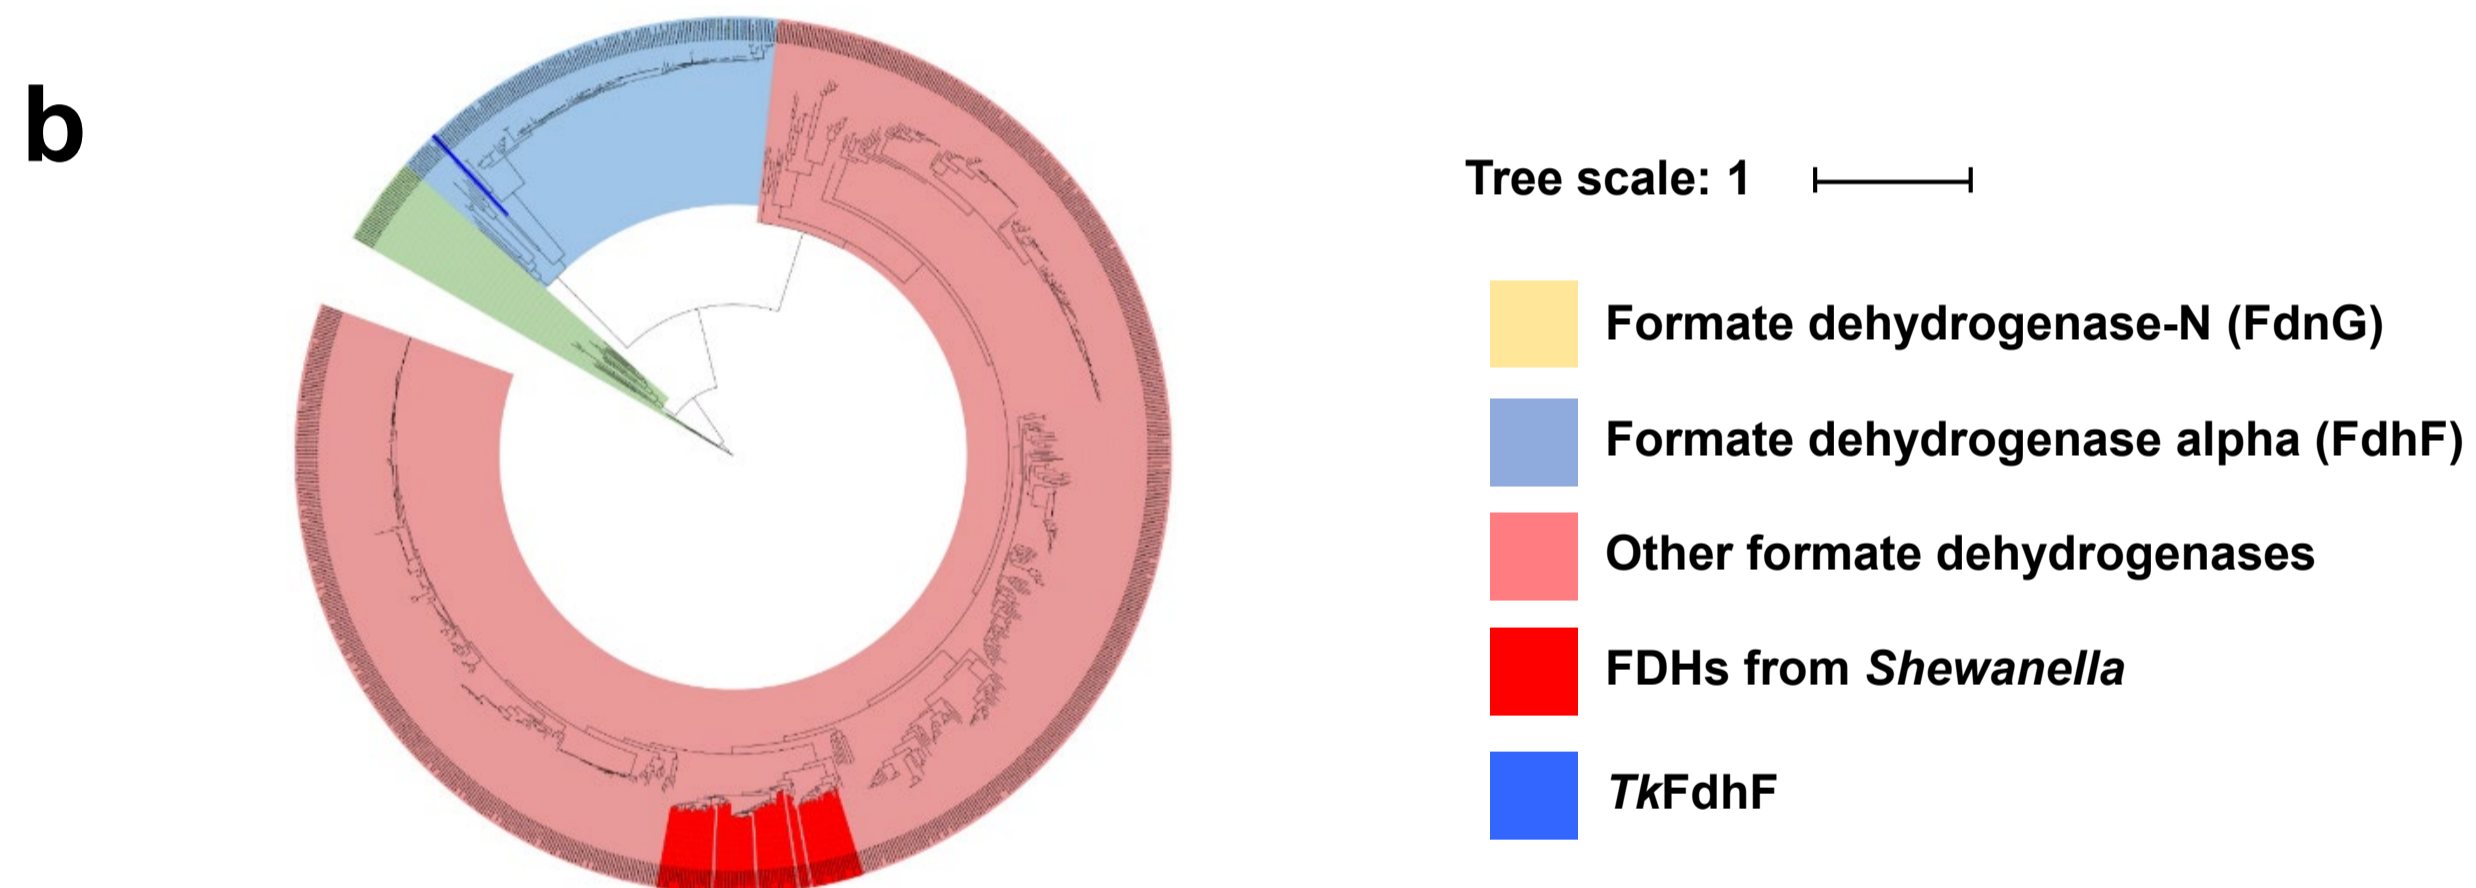 b
Tree scale: 1
Formate dehydrogenase-N (FdnG)
Formate dehydrogenase alpha (FdhF)
Other formate dehydrogenases
FDHs from Shewanella
TkFdhF